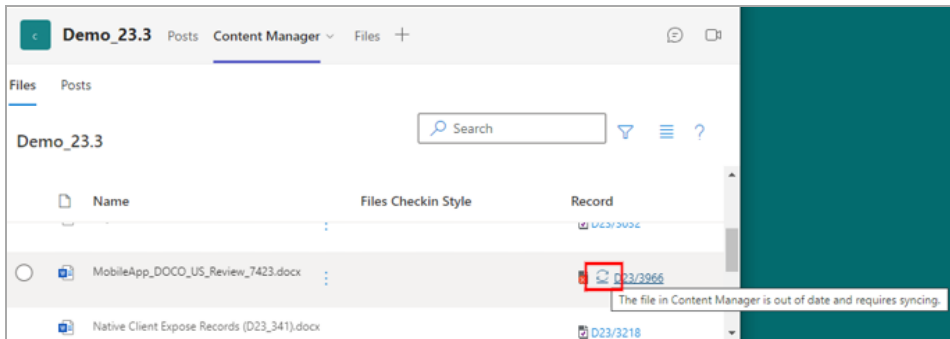 c Demo_23.3 Posts Content Manager Files
Files Posts
Demo_23.3
Search
?
Name Files Checkin Style Record
MobileApp_DOCO_US_Review_7423.docx D23/3966
The file in Content Manager is out of date and requires syncing.
Native Client Expose Records (D23_341).docx D23/3218